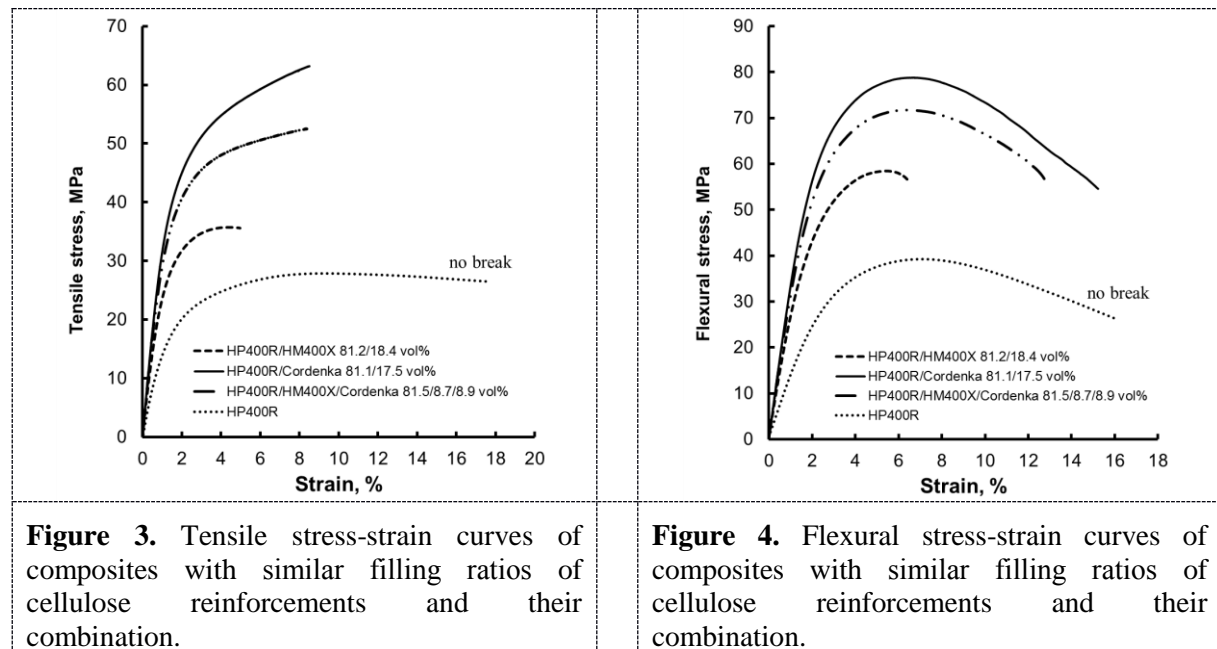 70
60
50
40
30
20
10
0
Tensile stress, MPa
no break
HP400R/HM400X 81.2/18.4 vol%
HP400R/Cordenka 81.1/17.5 vol%
HP400R/HM400X/Cordenka 81.5/8.7/8.9 vol%
HP400R
0 2 4 6 8 10 12 14 16 18 20
Strain, %
Figure 3. Tensile stress-strain curves of
composites with similar filling ratios of
cellulose reinforcements and their
combination.
90
80
70
60
50
40
30
20
10
0
Flexural stress, MPa
no break
HP400R/HM400X 81.2/18.4 vol%
HP400R/Cordenka 81.1/17.5 vol%
HP400R/HM400X/Cordenka 81.5/8.7/8.9 vol%
HP400R
0 2 4 6 8 10 12 14 16 18
Strain, %
Figure 4. Flexural stress-strain curves of
composites with similar filling ratios of
cellulose reinforcements and their
combination.